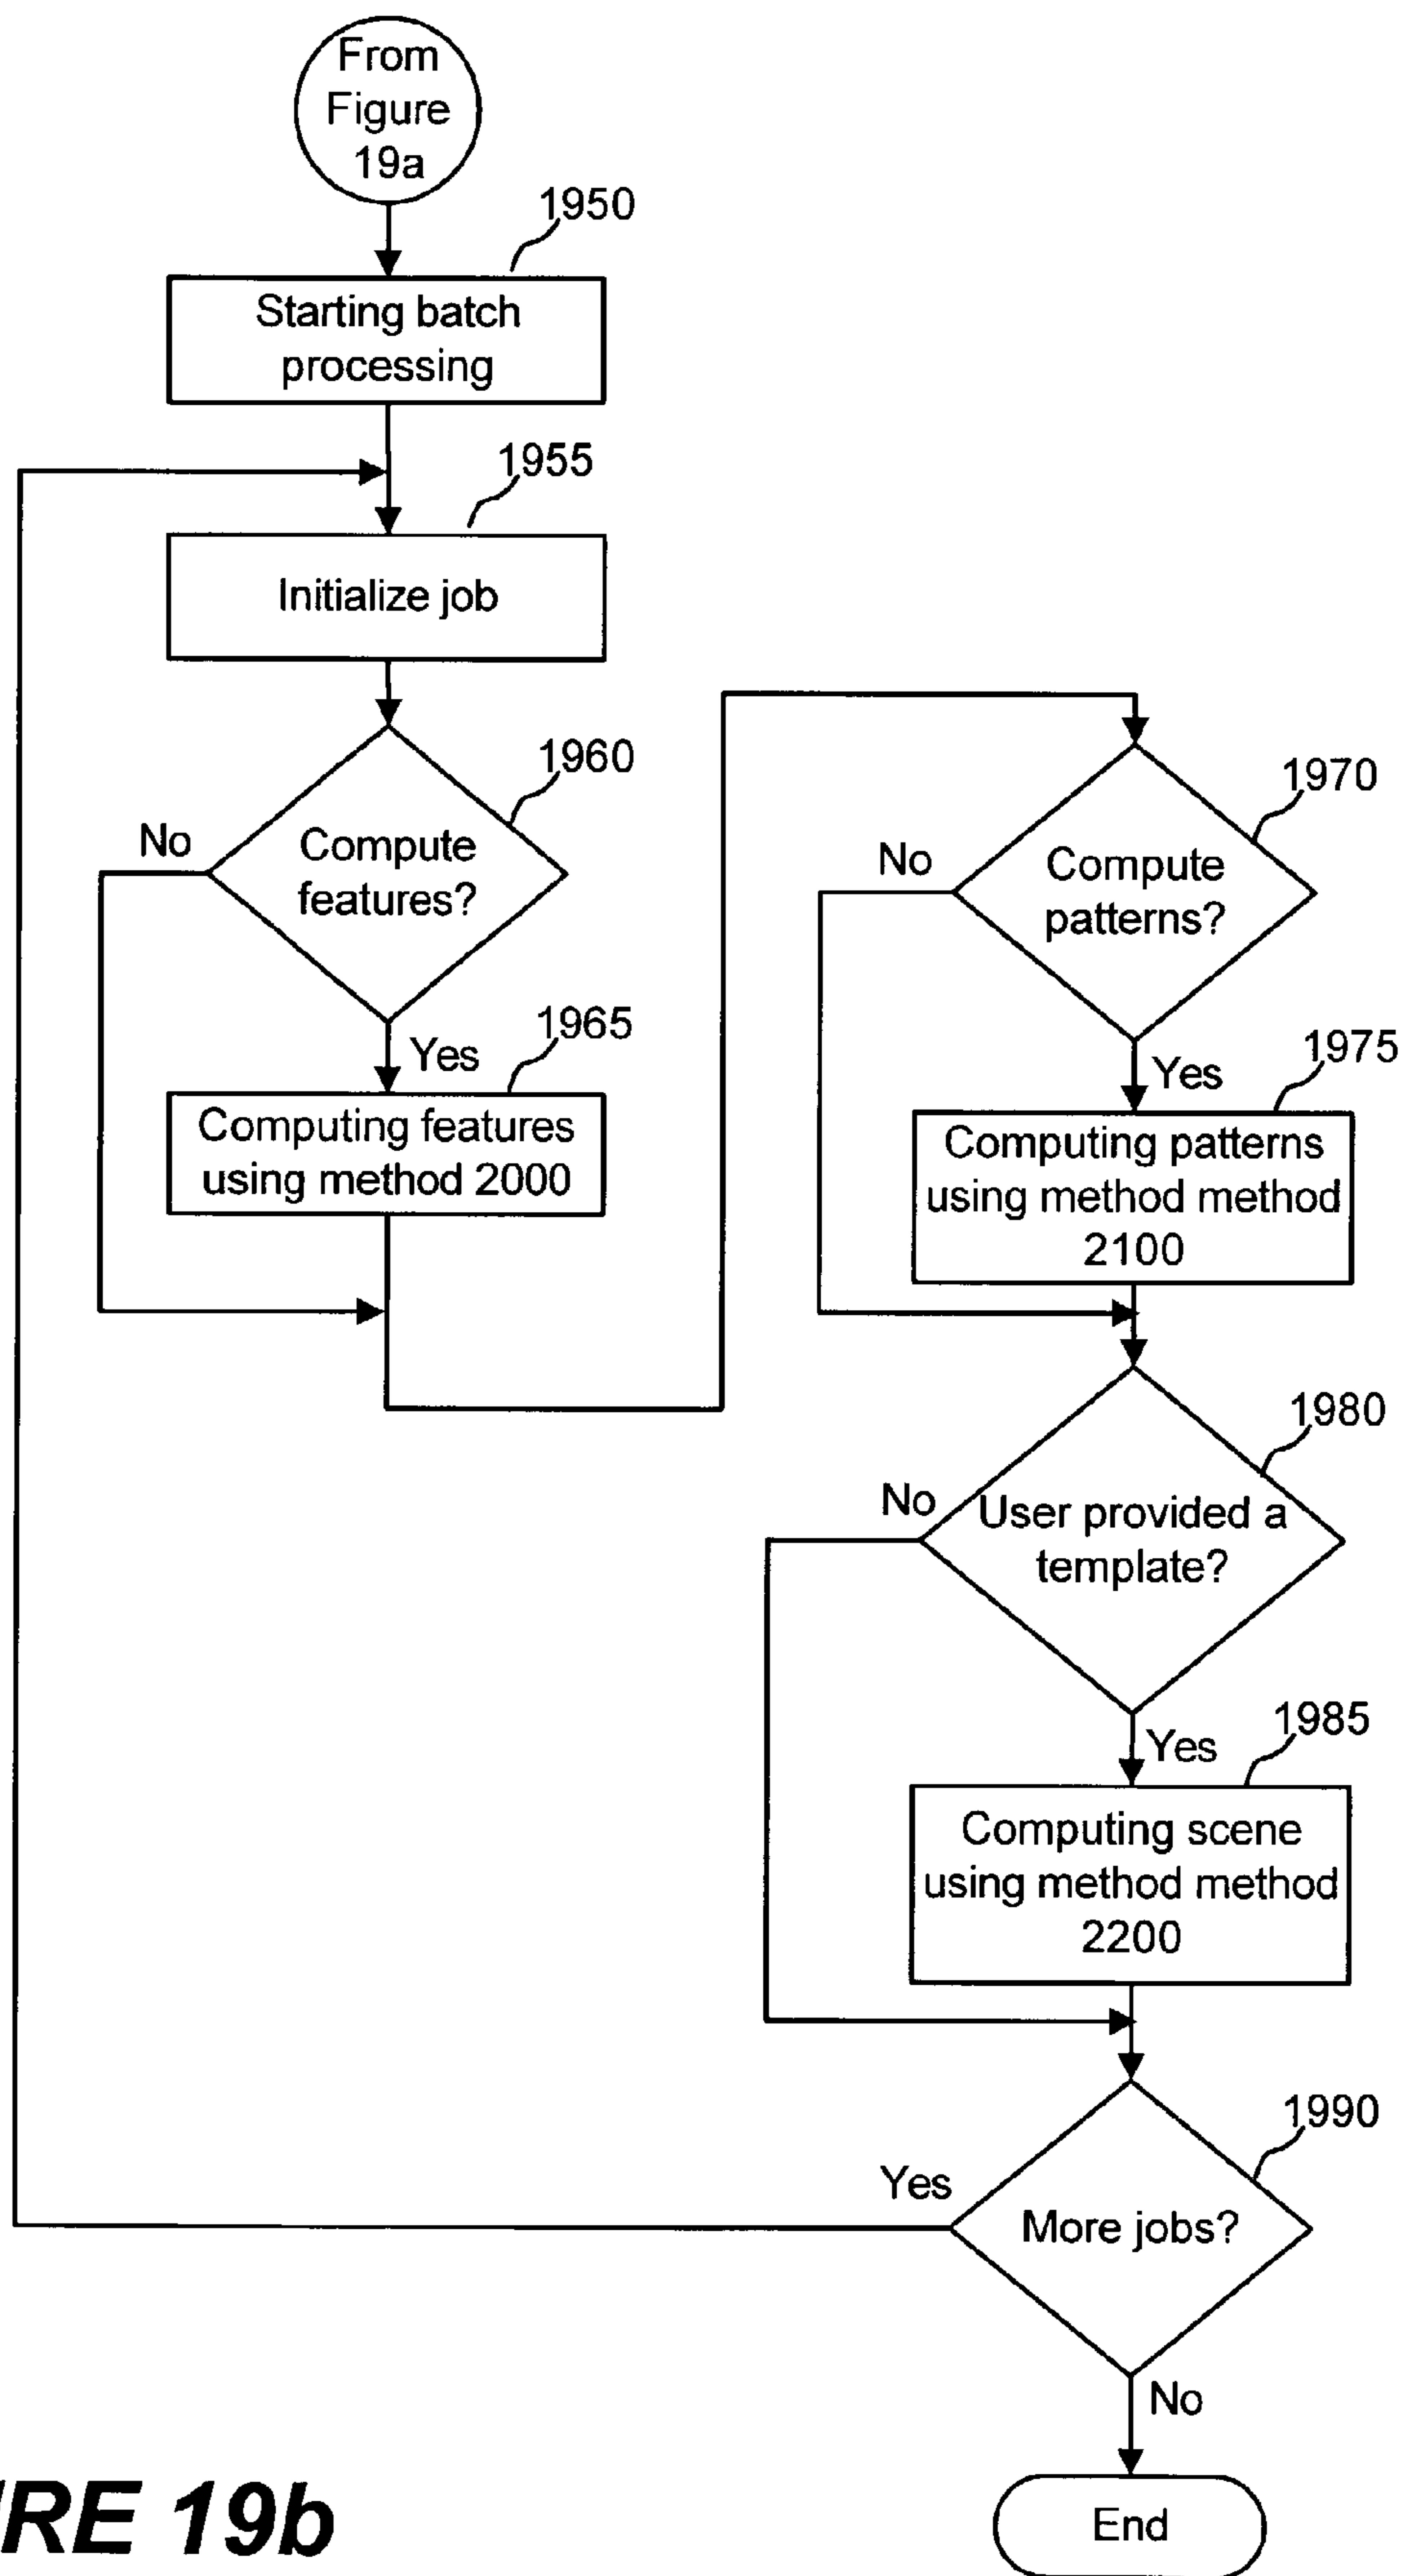 From
Figure
19a
1950
Starting batch
processing
1955
Initialize job
1960
Compute
features?
No
Yes
1965
Computing features
using method 2000
1970
Compute
patterns?
No
Yes
1975
Computing patterns
using method method
2100
1980
User provided a
template?
No
Yes
1985
Computing scene
using method method
2200
1990
More jobs?
Yes
No
End
RE 19b